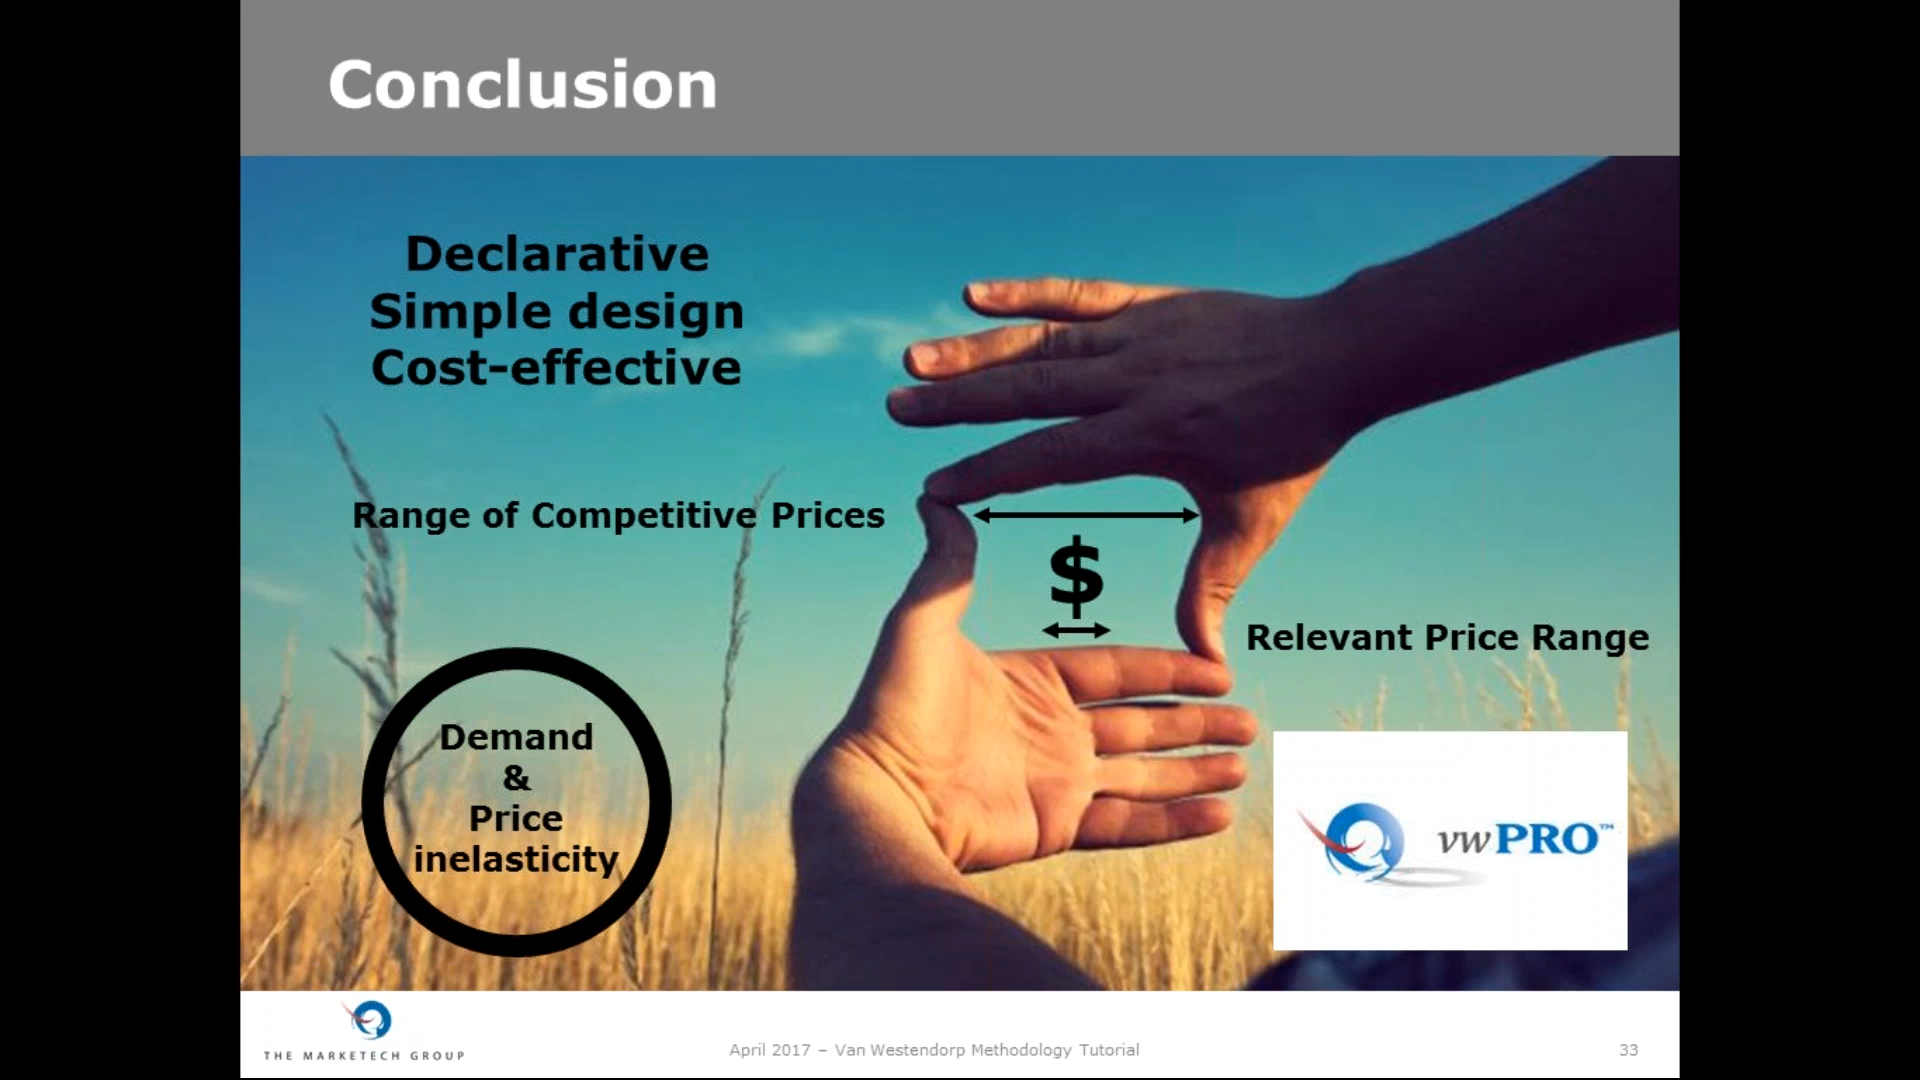 Conclusion
Declarative
Simple design
Cost-effective
Range of Competitive Prices
$
Relevant Price Range
Demand
&
Price
inelasticity
vwPRO™
THE MARKETECH GROUP
April 2017 – Van Westendorp Methodology Tutorial
33